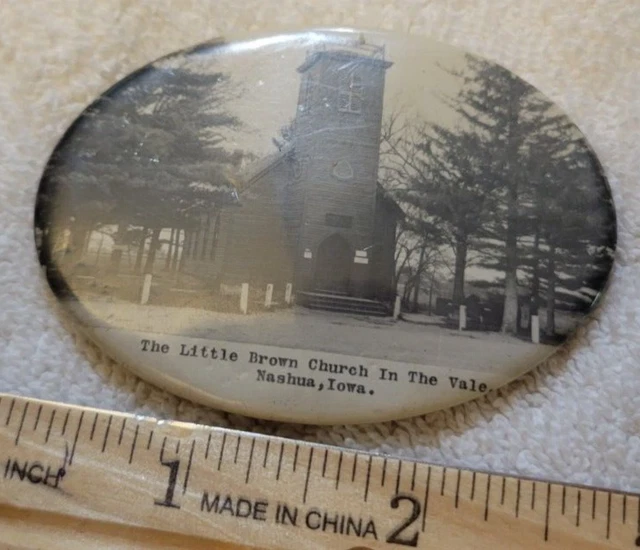 The Little Brown Church In The Vale.
Nashua,Iowa.
INCH 1 MADE IN CHINA 2